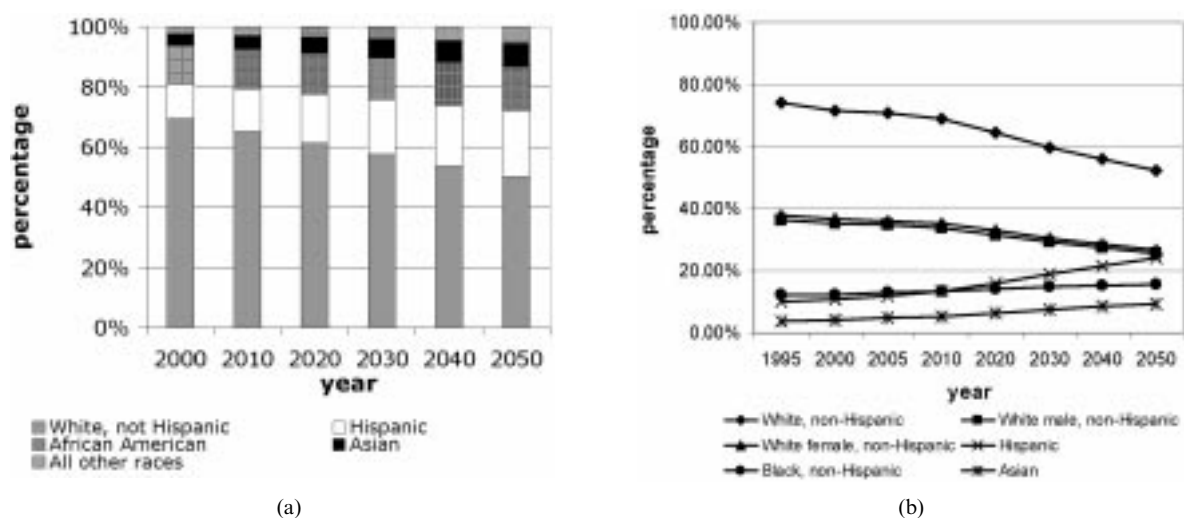 100%
80%
60%
40%
20%
0%
percentage
2000 2010 2020 2030 2040 2050
year
White, not Hispanic Hispanic
African American Asian
All other races
(a)
100.00%
80.00%
60.00%
40.00%
20.00%
0.00%
percentage
1995 2000 2005 2010 2020 2030 2040 2050
year
White, non-Hispanic White male, non-Hispanic
White female, non-Hispanic Hispanic
Black, non-Hispanic Asian
(b)